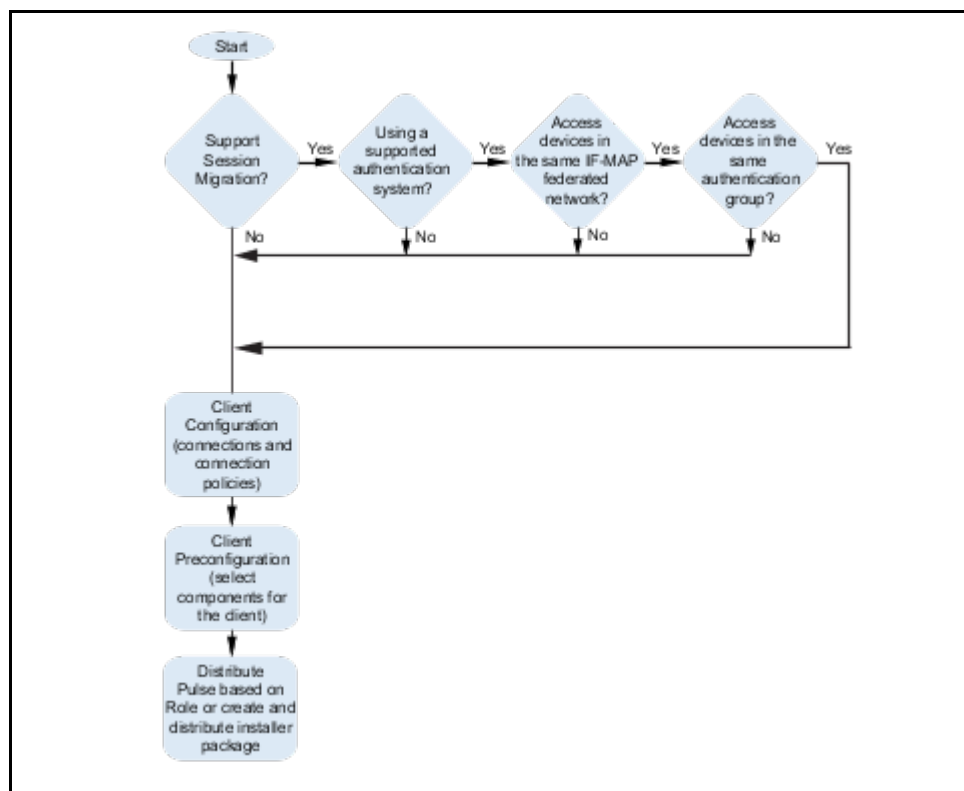 Start
Support
Session
Migration?
Yes
Using a
supported
authentication
system?
Yes
Access
devices in
the same IF-MAP
federated
network?
Yes
Access
devices in the
same
authentication
group?
Yes
No
No
No
No
Client
Configuration
(connections and
connection
policies)
Client
Preconfiguration
(select
components for
the client)
Distribute
Pulse based on
Role or create and
distribute installer
package